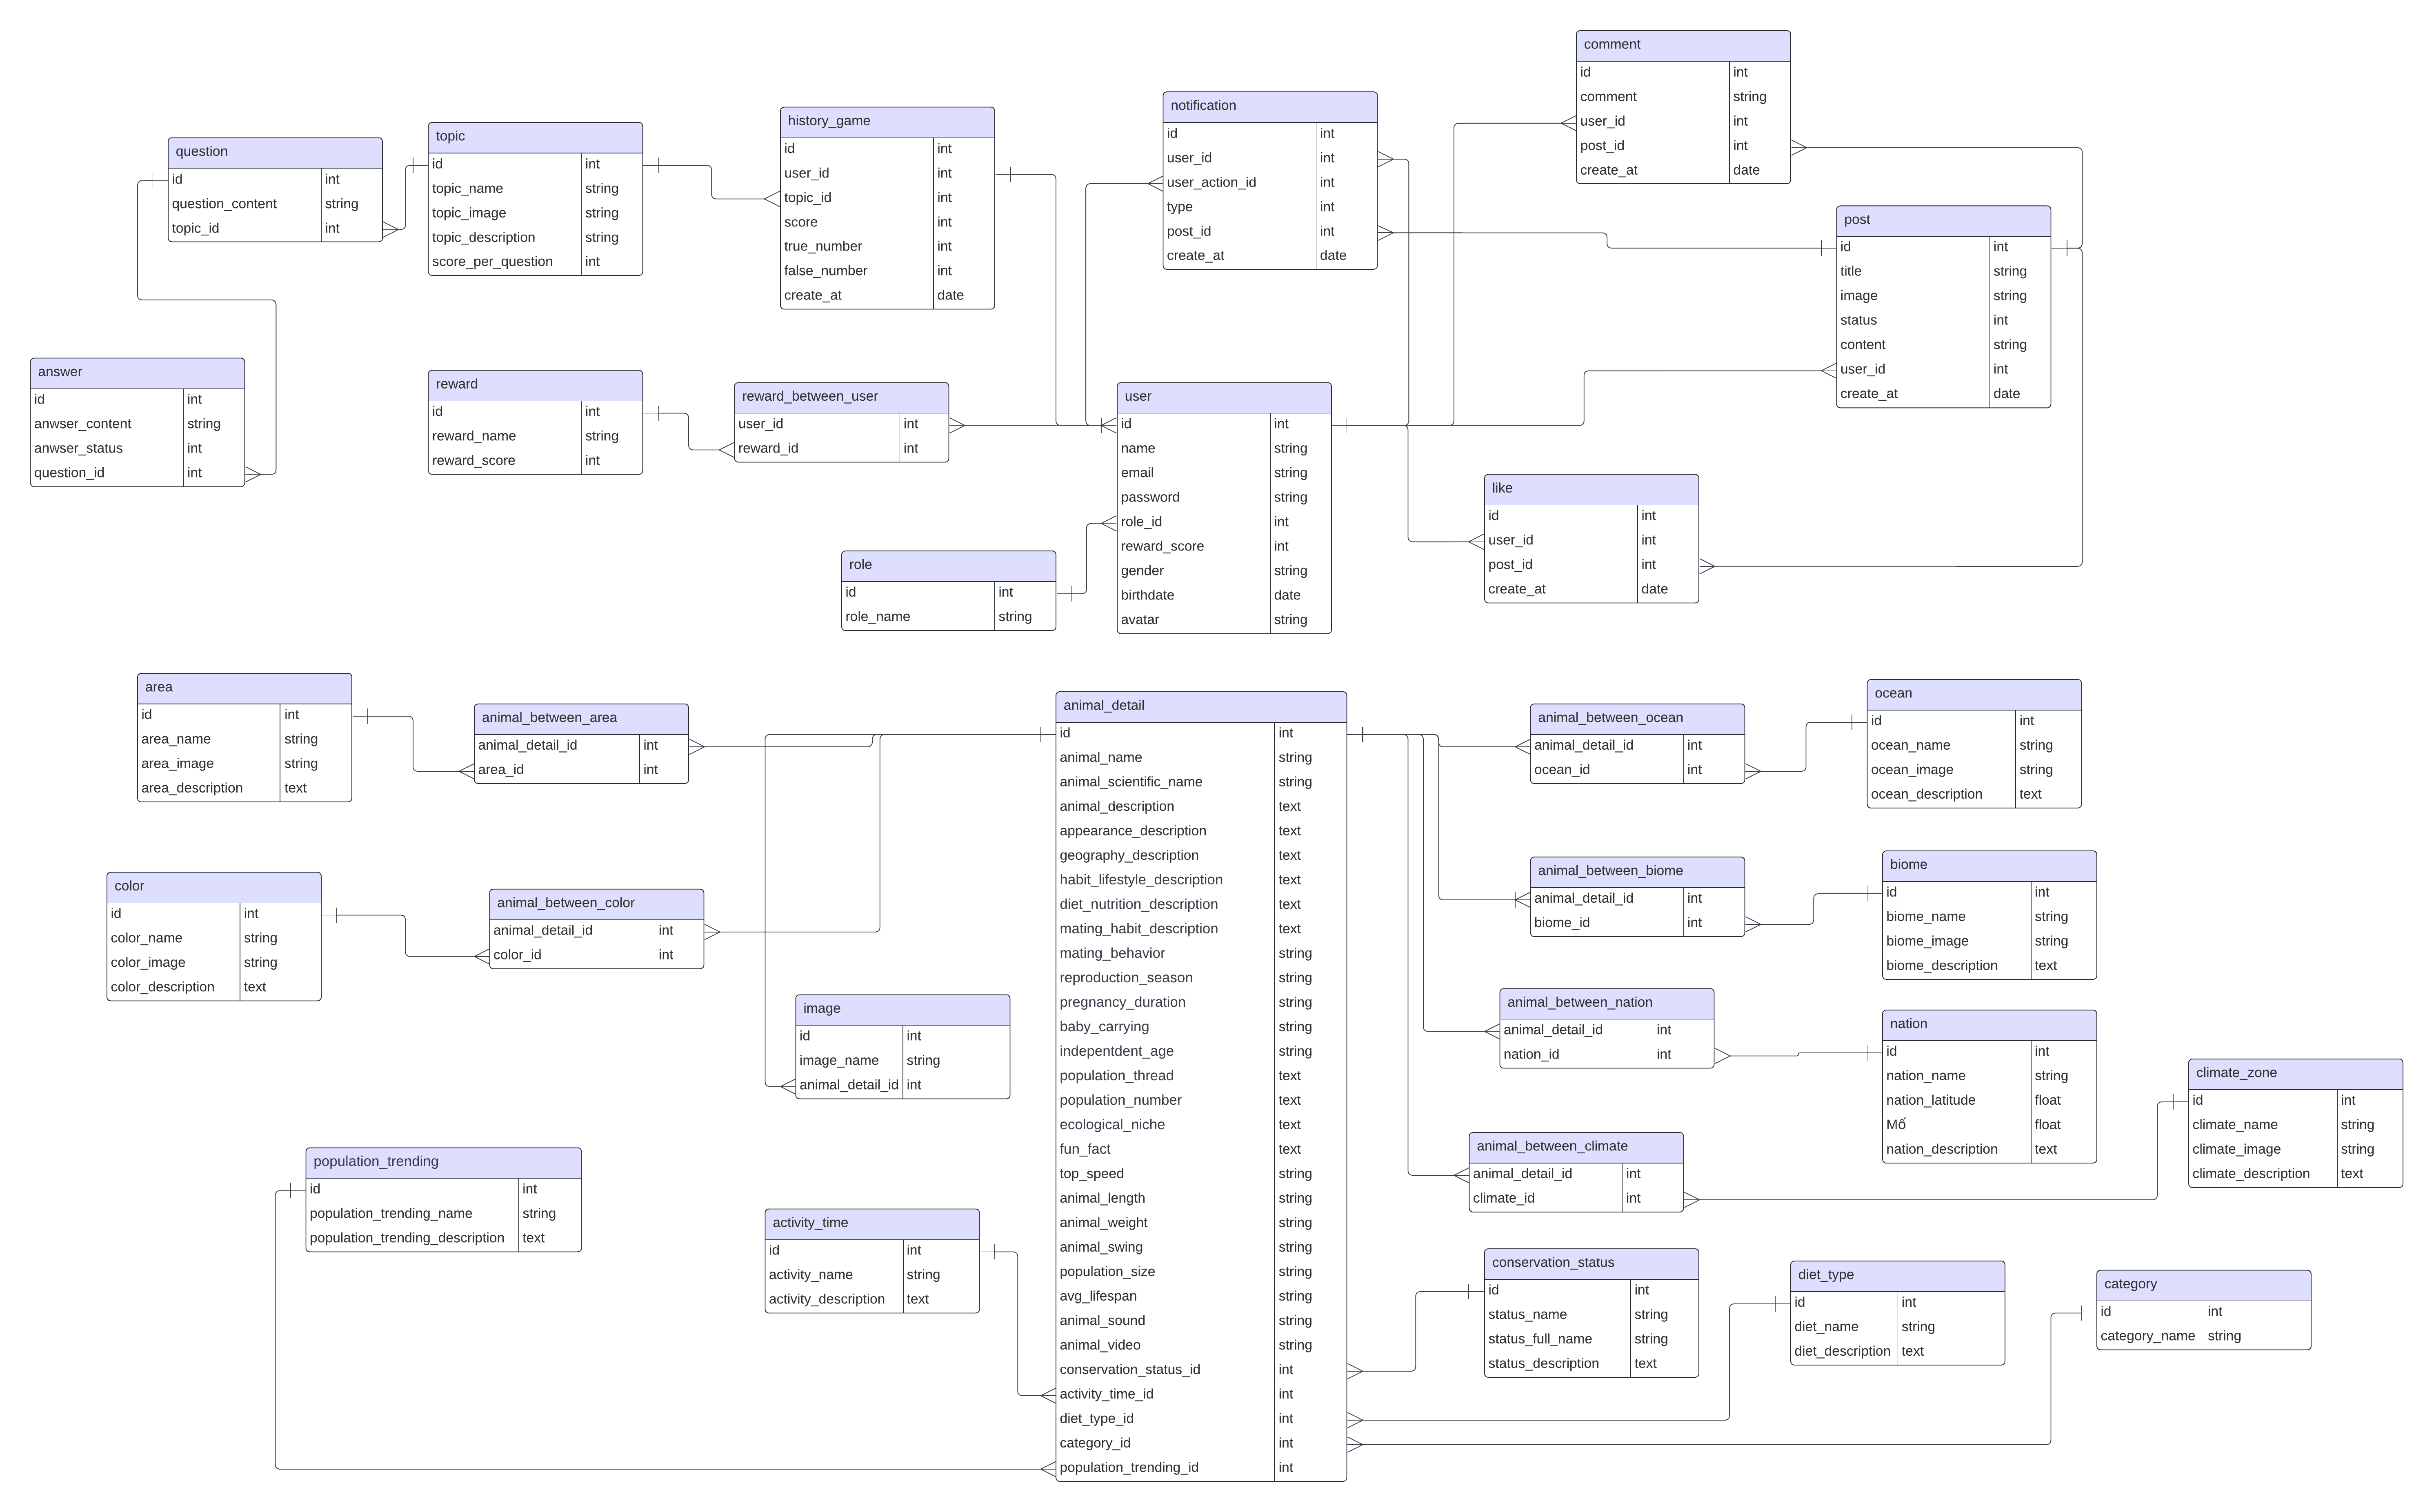 comment
id int
comment string
user_id int
post_id int
create_at date
notification
id int
user_id int
user_action_id int
type int
post_id int
create_at date
history_game
id int
user_id int
topic_id int
score int
true_number int
false_number int
create_at date
topic
id int
topic_name string
topic_image string
topic_description string
score_per_question int
question
id int
question_content string
topic_id int
post
id int
title string
image string
status int
content string
user_id int
create_at date
answer
id int
anwser_content string
anwser_status int
question_id int
reward
id int
reward_name string
reward_score int
reward_between_user
user_id int
reward_id int
user
id int
name string
email string
password string
role_id int
reward_score int
gender string
birthdate date
avatar string
like
id int
user_id int
post_id int
create_at date
role
id int
role_name string
area
id int
area_name string
area_image string
area_description text
animal_between_area
animal_detail_id int
area_id int
animal_detail
id int
animal_name string
animal_scientific_name string
animal_description text
appearance_description text
geography_description text
habit_lifestyle_description text
diet_nutrition_description text
mating_habit_description text
mating_behavior string
reproduction_season string
pregnancy_duration string
baby_carrying string
indepentdent_age string
population_thread text
population_number text
ecological_niche text
fun_fact text
top_speed string
animal_length string
animal_weight string
animal_swing string
population_size string
avg_lifespan string
animal_sound string
animal_video string
conservation_status_id int
activity_time_id int
diet_type_id int
category_id int
population_trending_id int
animal_between_ocean
animal_detail_id int
ocean_id int
ocean
id int
ocean_name string
ocean_image string
ocean_description text
color
id int
color_name string
color_image string
color_description text
animal_between_color
animal_detail_id int
color_id int
animal_between_biome
animal_detail_id int
biome_id int
biome
id int
biome_name string
biome_image string
biome_description text
image
id int
image_name string
animal_detail_id int
animal_between_nation
animal_detail_id int
nation_id int
nation
id int
nation_name string
nation_latitude float
Mố float
nation_description text
climate_zone
id int
climate_name string
climate_image string
climate_description text
animal_between_climate
animal_detail_id int
climate_id int
population_trending
id int
population_trending_name string
population_trending_description text
activity_time
id int
activity_name string
activity_description text
conservation_status
id int
status_name string
status_full_name string
status_description text
diet_type
id int
diet_name string
diet_description text
category
id int
category_name string